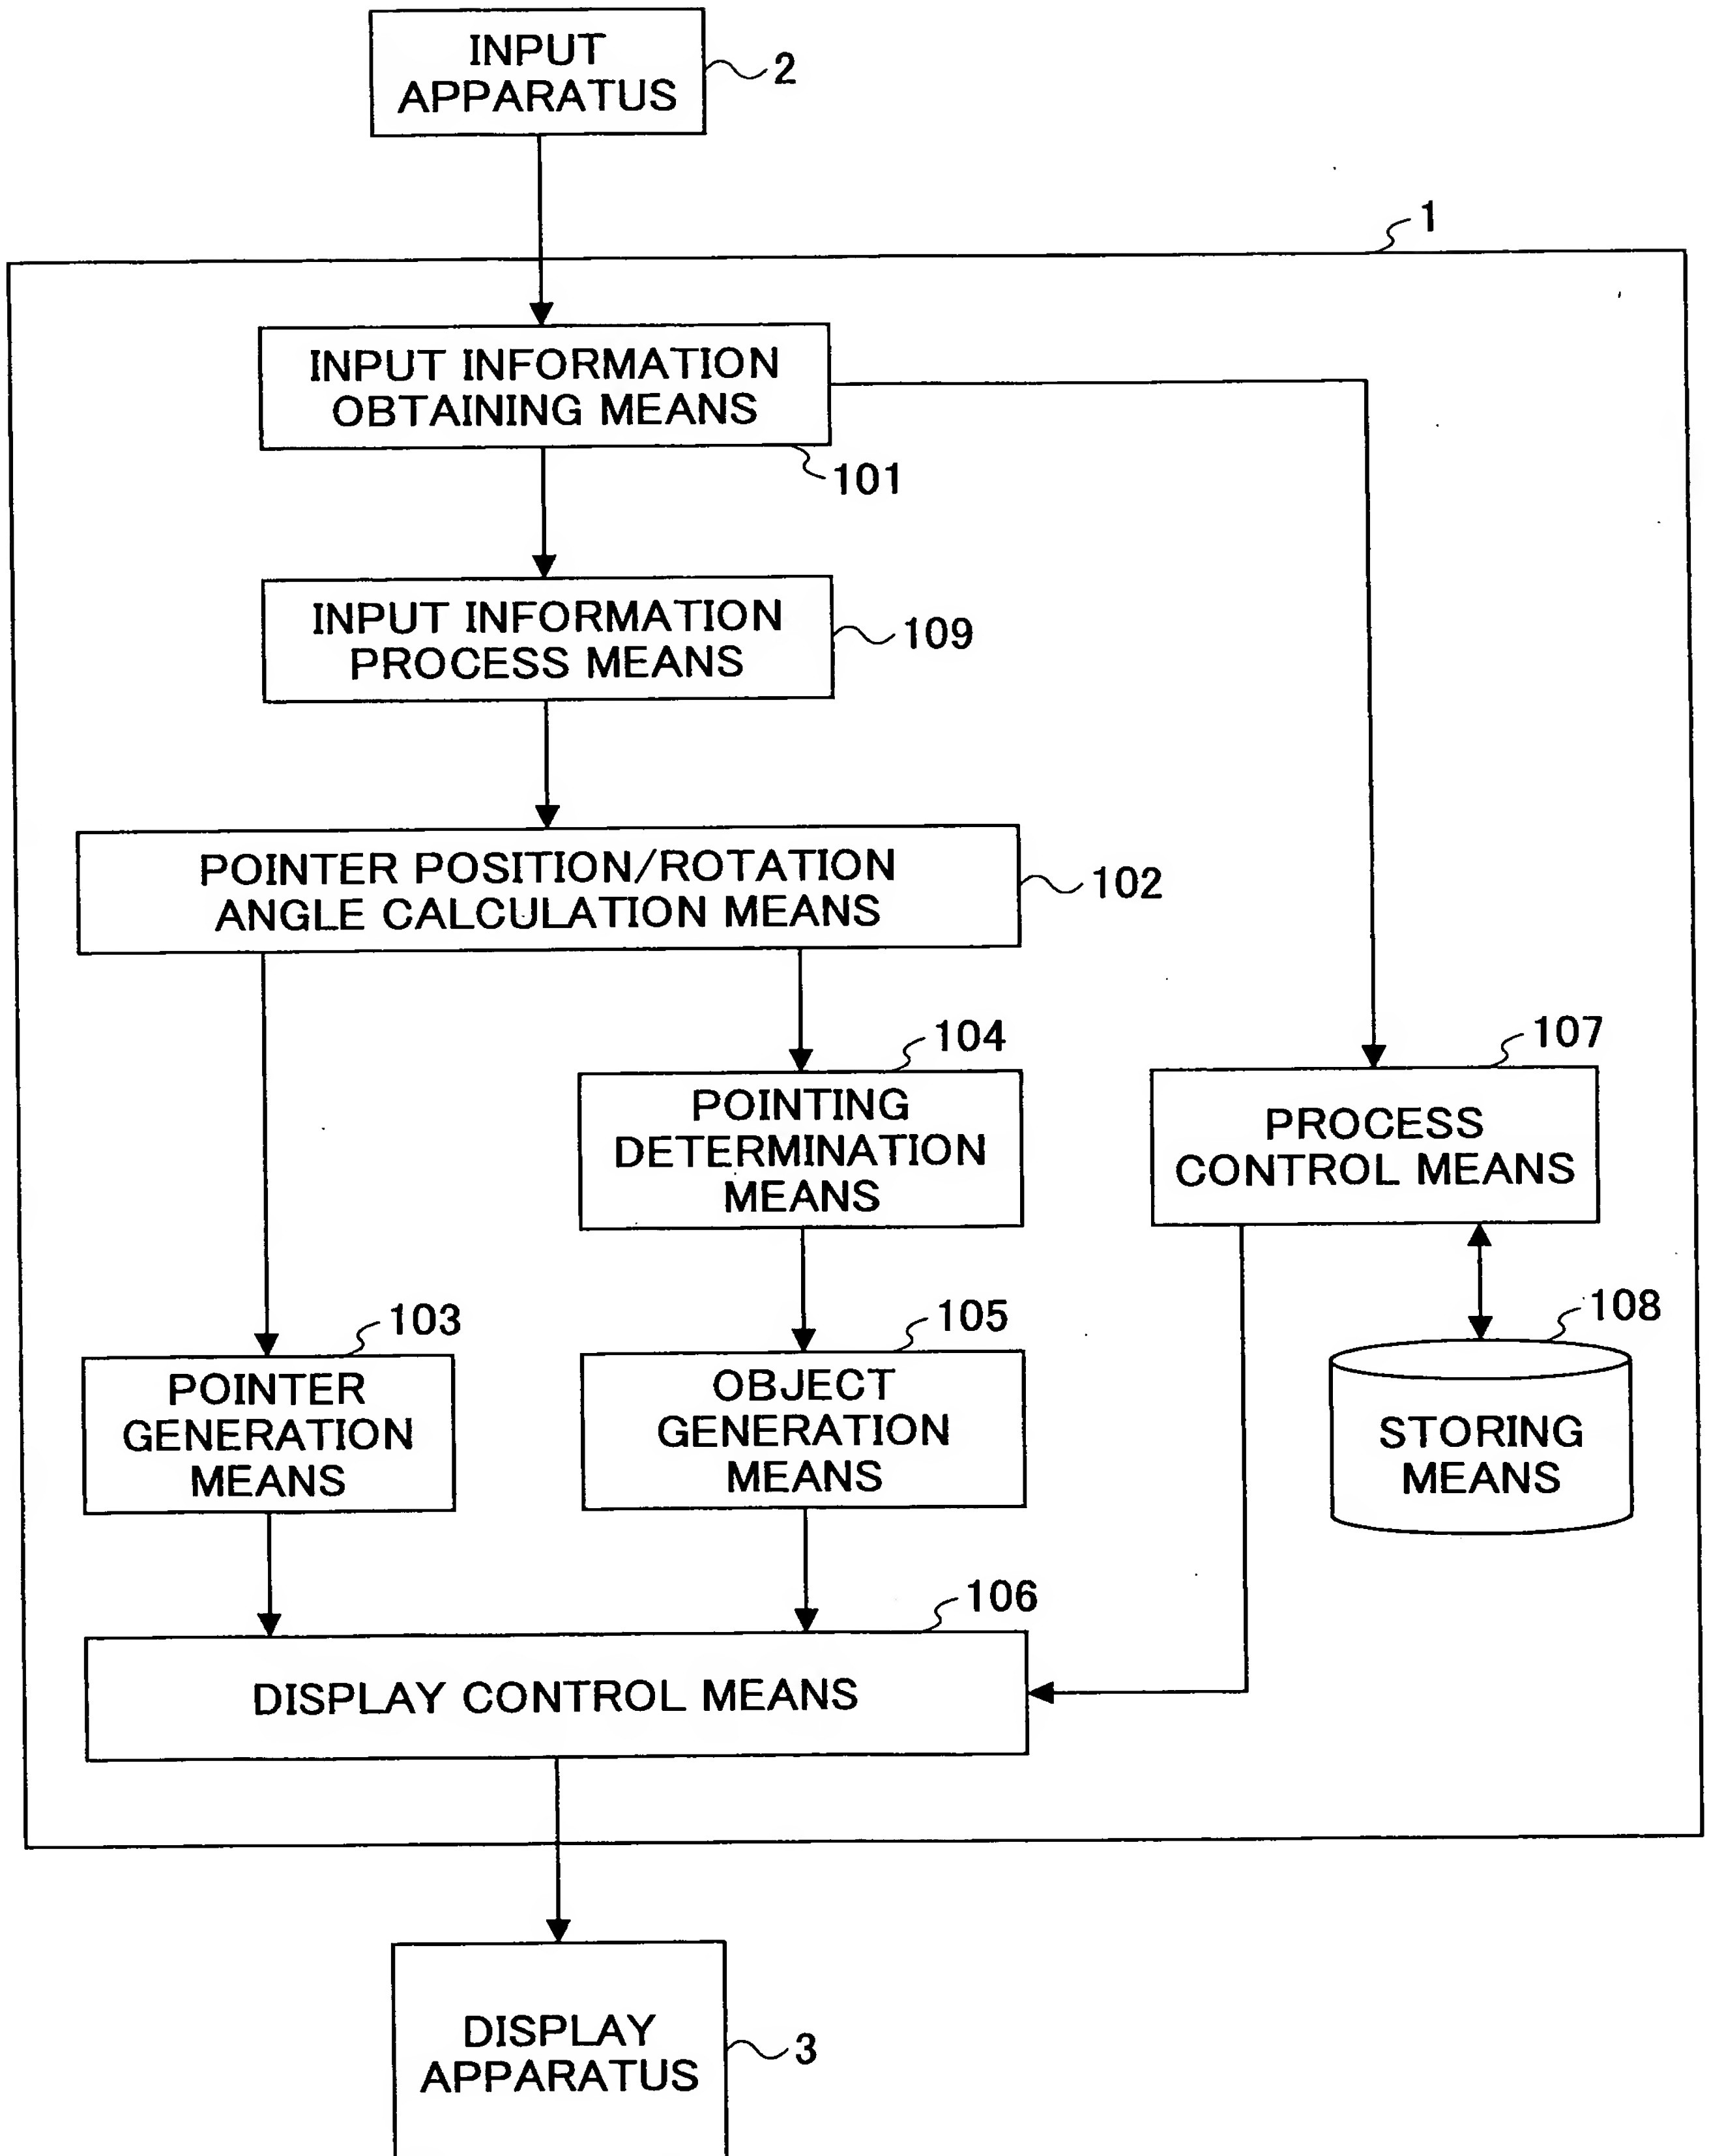 INPUT
APPARATUS
2
1
INPUT INFORMATION
OBTAINING MEANS
101
INPUT INFORMATION
PROCESS MEANS
109
POINTER POSITION/ROTATION
ANGLE CALCULATION MEANS
102
104
POINTING
DETERMINATION
MEANS
107
PROCESS
CONTROL MEANS
103
POINTER
GENERATION
MEANS
105
OBJECT
GENERATION
MEANS
108
STORING
MEANS
106
DISPLAY CONTROL MEANS
DISPLAY
APPARATUS
3